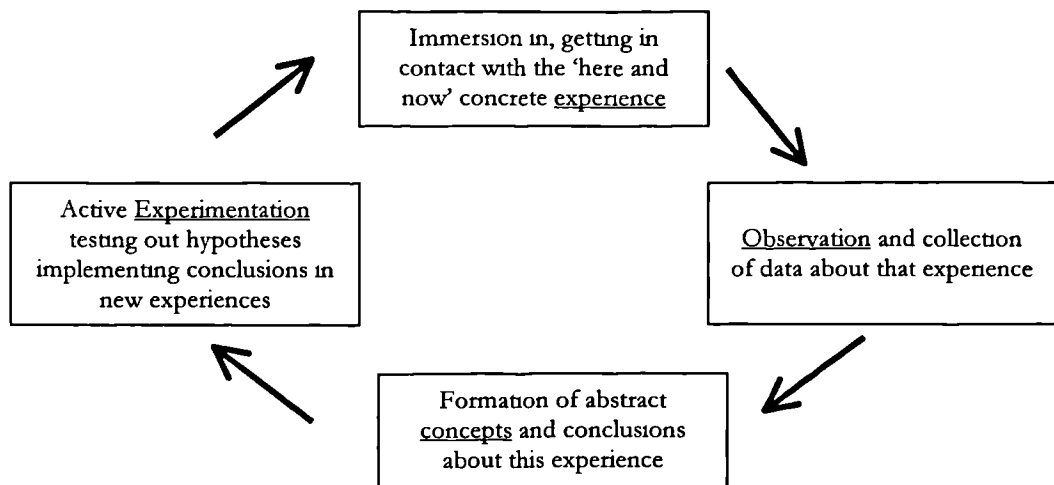 Immersion in, getting in
contact with the ‘here and
now’ concrete experience
Active Experimentation
testing out hypotheses
implementing conclusions in
new experiences
Observation and collection
of data about that experience
Formation of abstract
concepts and conclusions
about this experience